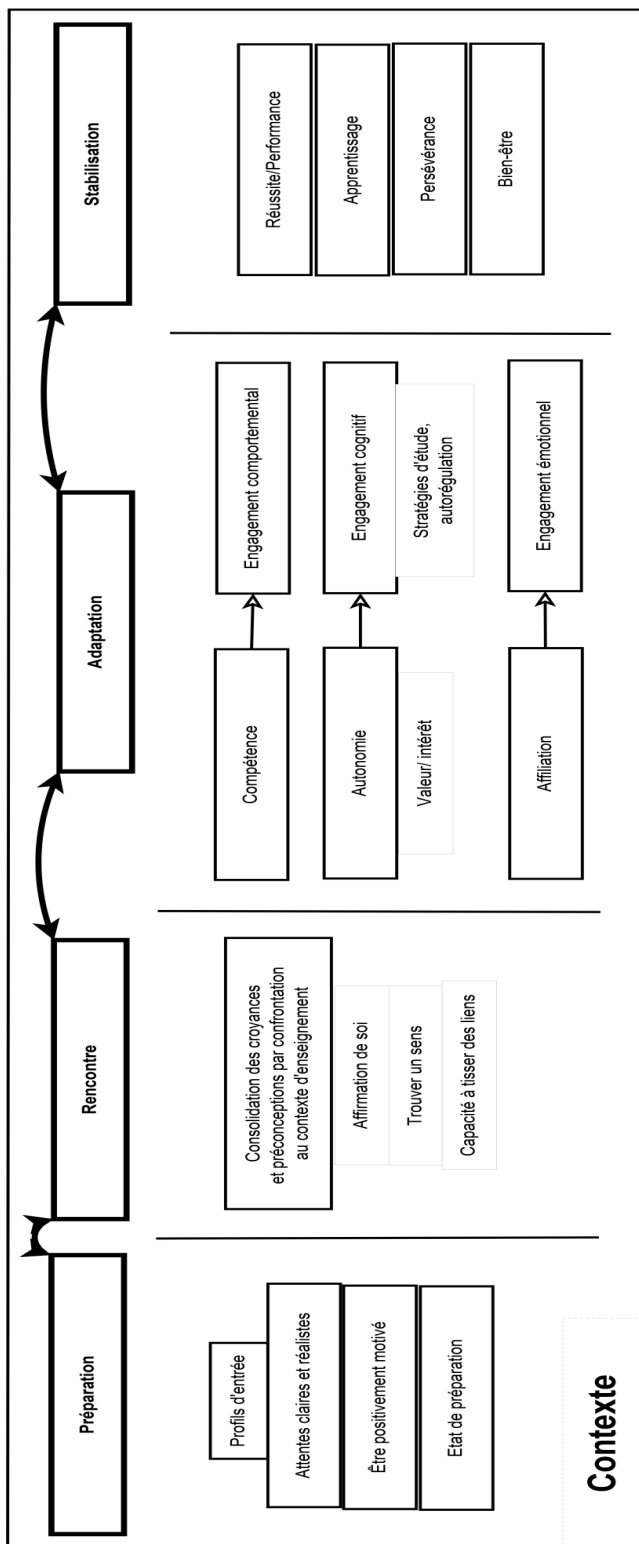 Préparation
Rencontre
Adaptation
Stabilisation
Profils d'entrée
Attentes claires et réalistes
Être positivement motivé
Etat de préparation
Consolidation des croyances
et préconceptions par confrontation
au contexte d'enseignement
Affirmation de soi
Trouver un sens
Capacité à tisser des liens
Compétence
Engagement comportemental
Autonomie
Engagement cognitif
Valeur/ intérêt
Stratégies d'étude,
autorégulation
Affiliation
Engagement émotionnel
Réussite/Performance
Apprentissage
Persévérance
Bien-être
Contexte